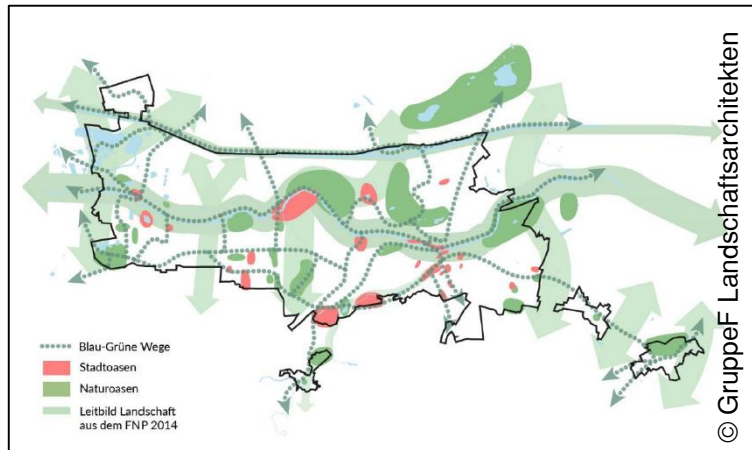 Blau-Grüne Wege
Stadtoasen
Naturoasen
Leitbild Landschaft
aus dem FNP 2014
© GruppeF Landschaftsarchitekten